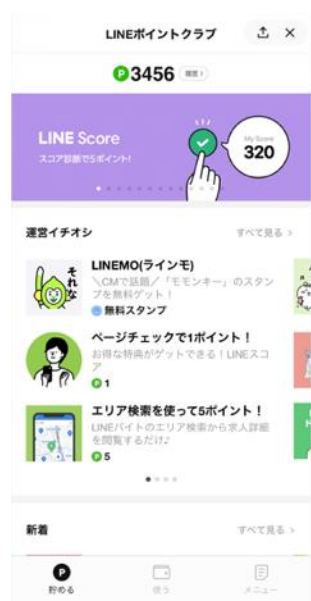 LINEポイントクラブ
P 3456 履歴 >
LINE Score
スコア診断で5ポイント!
My Score
320
運営イチオシ
すべて見る >
それな
LINEMO(ラインモ)
＼CMで話題／「モモンキー」のスタン
プを無料ゲット！
無料スタンプ
ページチェックで1ポイント！
お得な特典がゲットできる！LINEスコ
ア
P 1
エリア検索を使って5ポイント！
LINEバイトのエリア検索から求人詳細
を閲覧するだけ♪
P 5
新着
すべて見る >
P
貯める
使う
メニュー